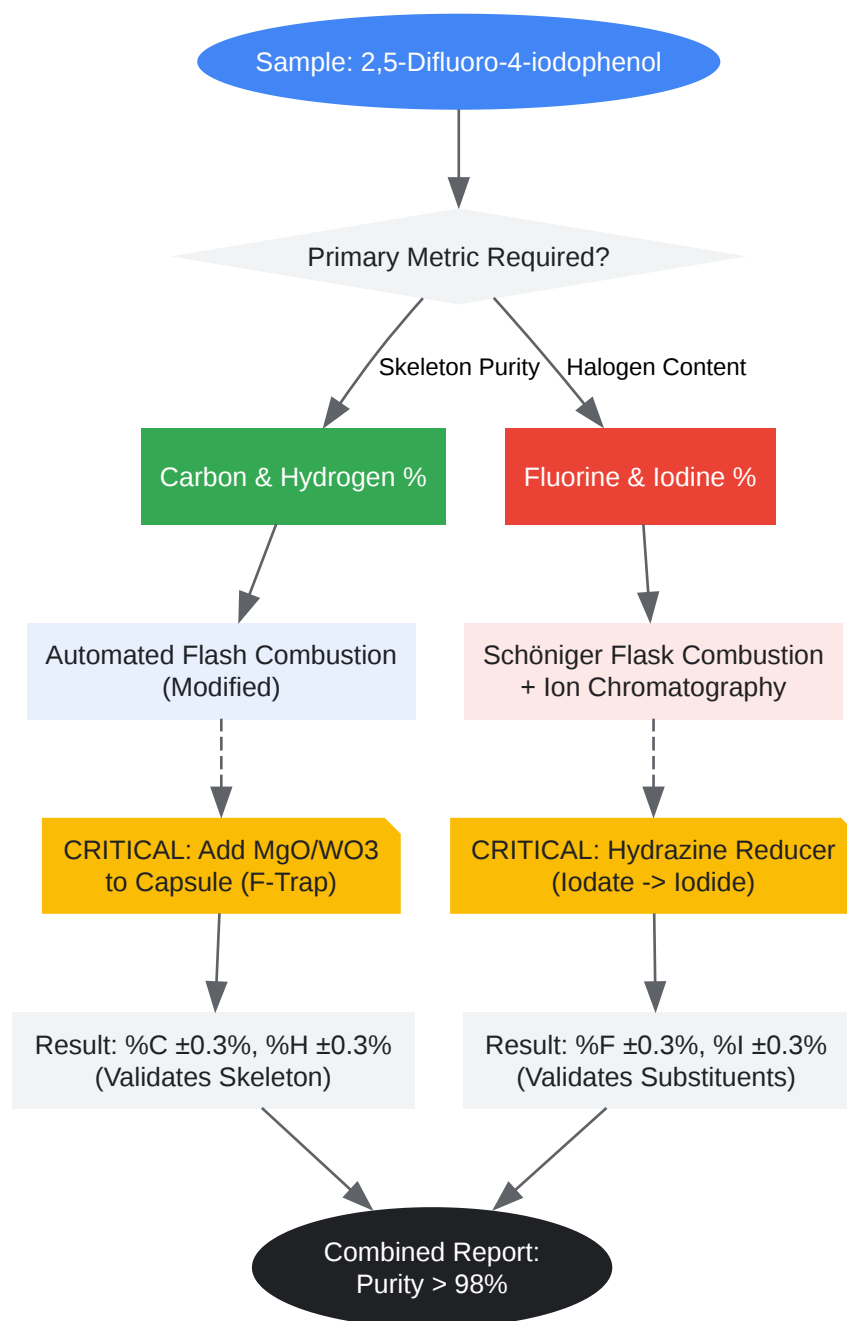 Sample: 2,5-Difluoro-4-iodophenol
Primary Metric Required?
Skeleton Purity
Halogen Content
Carbon & Hydrogen %
Fluorine & Iodine %
Automated Flash Combustion
(Modified)
Schöniger Flask Combustion
+ Ion Chromatography
CRITICAL: Add MgO/WO3
to Capsule (F-Trap)
CRITICAL: Hydrazine Reducer
(Iodate -> Iodide)
Result: %C ±0.3%, %H ±0.3%
(Validates Skeleton)
Result: %F ±0.3%, %I ±0.3%
(Validates Substituents)
Combined Report:
Purity > 98%